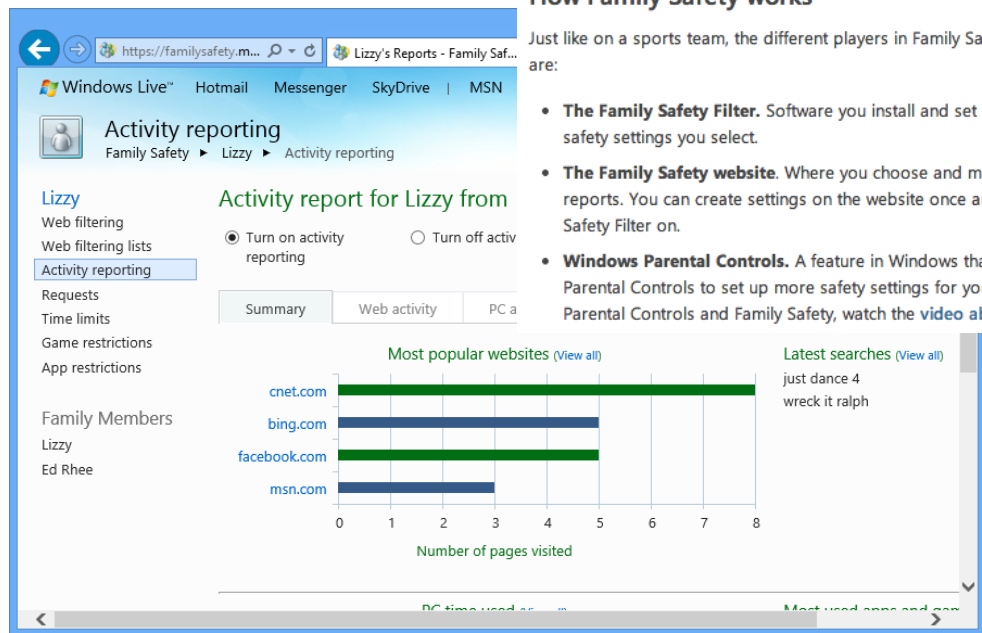 How Family Safety works
Just like on a sports team, the different players in Family Sa
are:
• The Family Safety Filter. Software you install and set
safety settings you select.
• The Family Safety website. Where you choose and m
reports. You can create settings on the website once a
Safety Filter on.
• Windows Parental Controls. A feature in Windows tha
Parental Controls to set up more safety settings for yo
Parental Controls and Family Safety, watch the video a
https://familysafety.m...
Lizzy's Reports - Family Saf...
Windows Live™ Hotmail Messenger SkyDrive | MSN
Activity reporting
Family Safety ► Lizzy ► Activity reporting
Lizzy
Web filtering
Web filtering lists
Activity reporting
Requests
Time limits
Game restrictions
App restrictions
Family Members
Lizzy
Ed Rhee
Activity report for Lizzy from
Turn on activity
reporting
Turn off activ
Summary Web activity PC a
Most popular websites (View all)
cnet.com
bing.com
facebook.com
msn.com
0 1 2 3 4 5 6 7 8
Number of pages visited
Latest searches (View all)
just dance 4
wreck it ralph
PC time used
Most used apps and gam